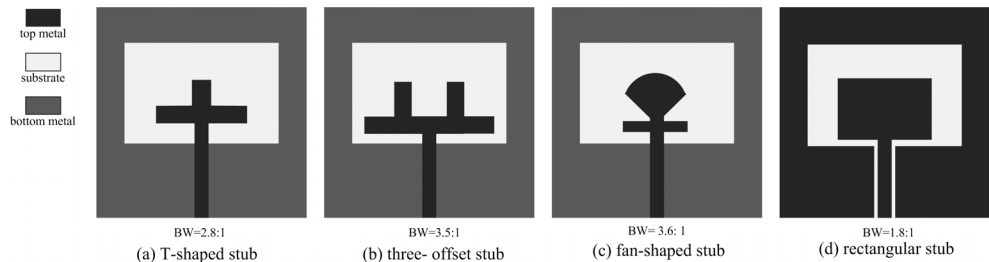 top metal
substrate
bottom metal
BW=2.8:1
(a) T-shaped stub
BW=3.5:1
(b) three- offset stub
BW= 3.6: 1
(c) fan-shaped stub
BW=1.8:1
(d) rectangular stub